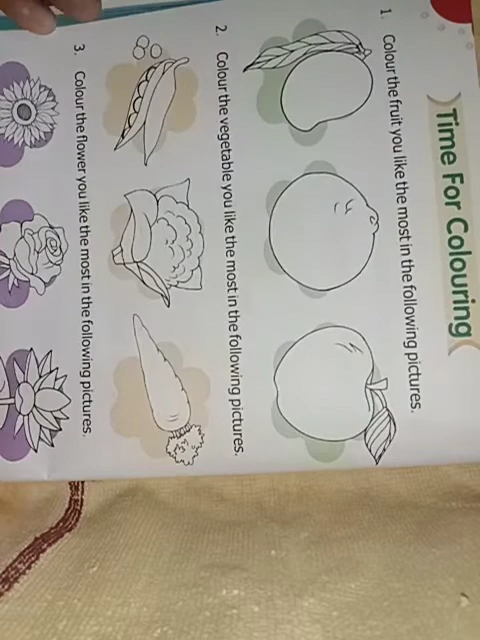 Time For Colouring
1. Colour the fruit you like the most in the following pictures.
2. Colour the vegetable you like the most in the following pictures.
3. Colour the flower you like the most in the following pictures.